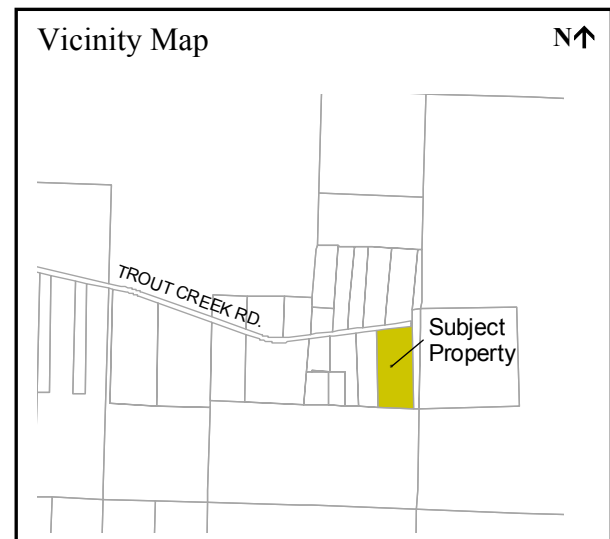 Vicinity Map
N↑
TROUT CREEK RD.
Subject
Property